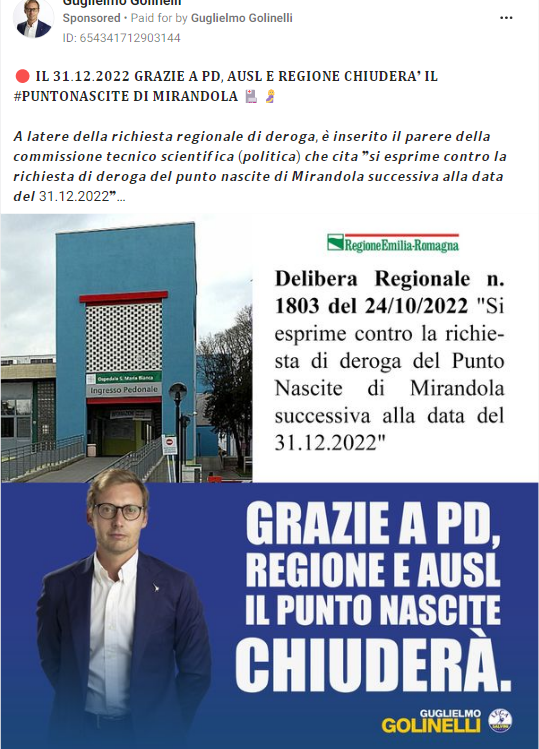 Guglielmo Golinelli
Sponsored • Paid for by Guglielmo Golinelli
ID: 654341712903144
🔴 IL 31.12.2022 GRAZIE A PD, AUSL E REGIONE CHIUDERA’ IL
#PUNTONASCITE DI MIRANDOLA 🏥 🤱
A latere della richiesta regionale di deroga, è inserito il parere della
commissione tecnico scientifica (politica) che cita ❞si esprime contro la
richiesta di deroga del punto nascite di Mirandola successiva alla data
del 31.12.2022❞...
RegioneEmilia-Romagna
Delibera Regionale n.
1803 del 24/10/2022 "Si
esprime contro la richie-
sta di deroga del Punto
Nascite di Mirandola
successiva alla data del
31.12.2022"
Ospedale S. Maria Bianca
Ingresso Pedonale
GRAZIE A PD,
REGIONE E AUSL
IL PUNTO NASCITE
CHIUDERÀ.
GUGLIELMO
GOLINELLI
LEGA
SALVINI